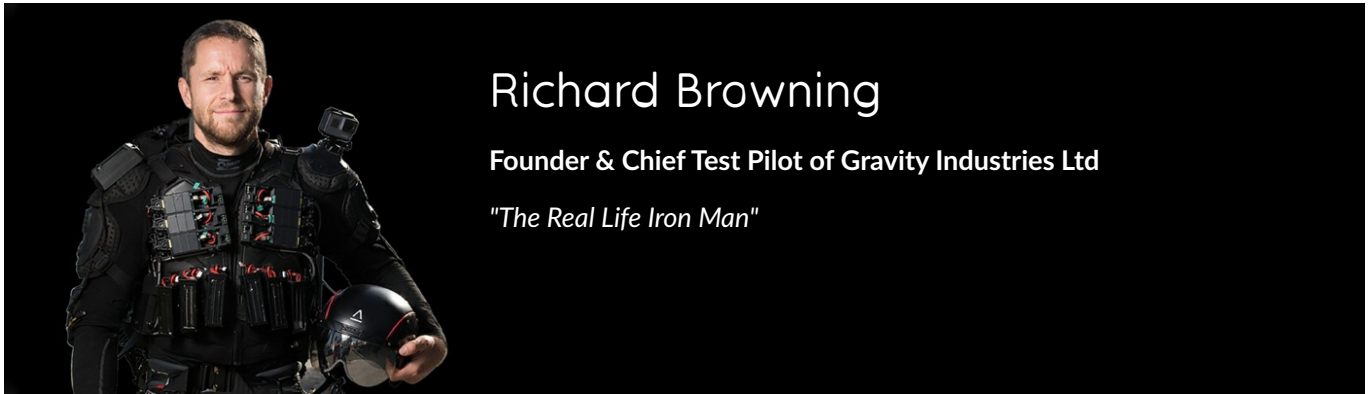 Richard Browning
Founder & Chief Test Pilot of Gravity Industries Ltd
"The Real Life Iron Man"